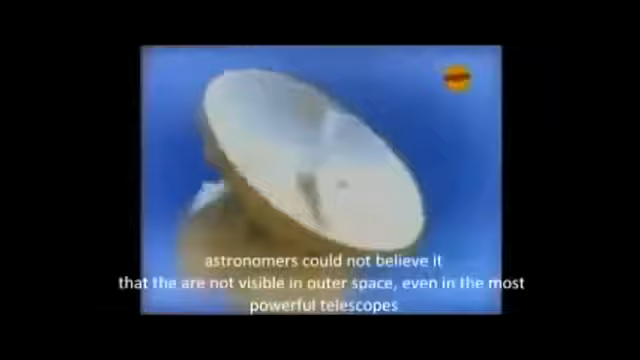 astronomers could not believe it
that the are not visible in outer space, even in the most
powerful telescopes